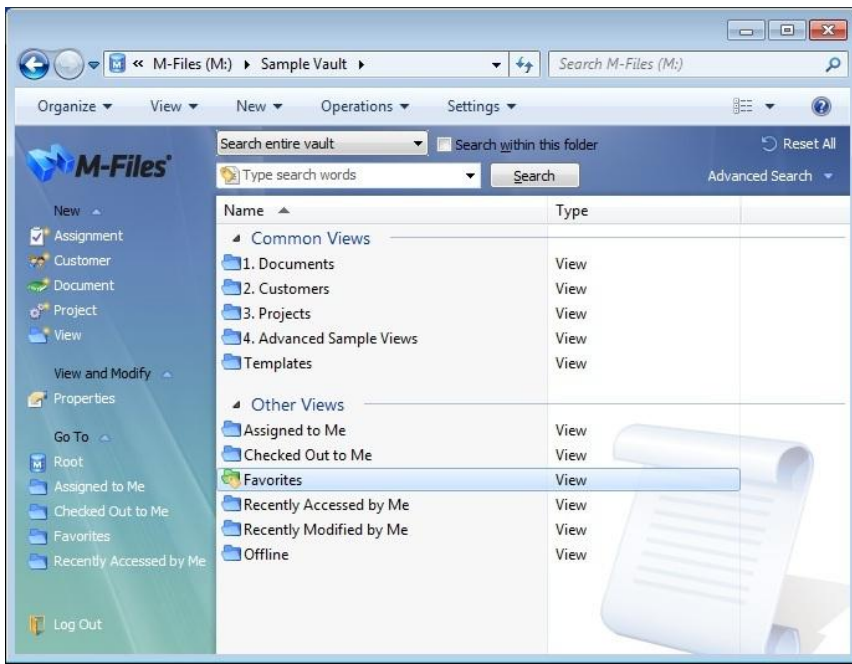 « M-Files (M:) Sample Vault
Search M-Files (M:)
Organize View New Operations Settings
Search entire vault Search within this folder Reset All
M-Files
Type search words Search Advanced Search
New
Assignment
Customer
Document
Project
View
View and Modify
Properties
Go To
Root
Assigned to Me
Checked Out to Me
Favorites
Recently Accessed by Me
Log Out
Name Type
Common Views
1. Documents View
2. Customers View
3. Projects View
4. Advanced Sample Views View
Templates View
Other Views
Assigned to Me View
Checked Out to Me View
Favorites View
Recently Accessed by Me View
Recently Modified by Me View
Offline View